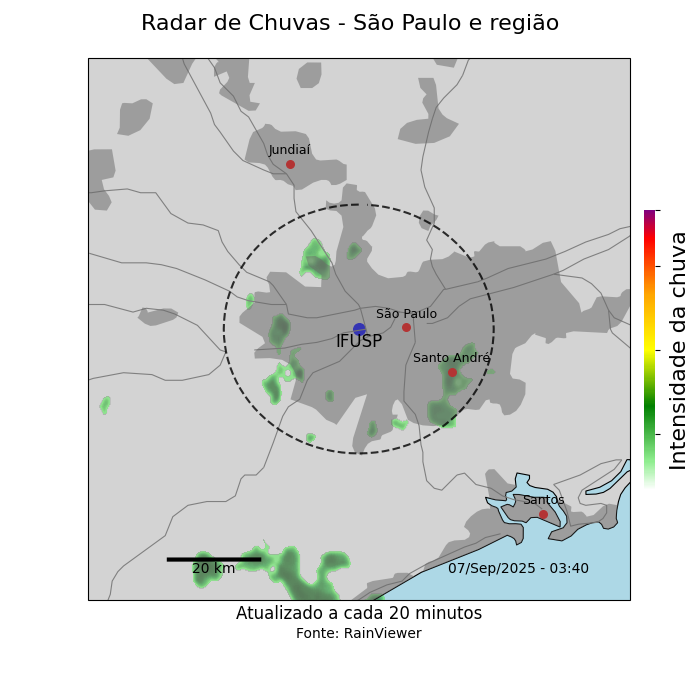 Radar de Chuvas - São Paulo e região
Jundiaí
São Paulo
IFUSP
Santo André
Santos
20 km
07/Sep/2025 - 03:40
Intensidade da chuva
Atualizado a cada 20 minutos
Fonte: RainViewer